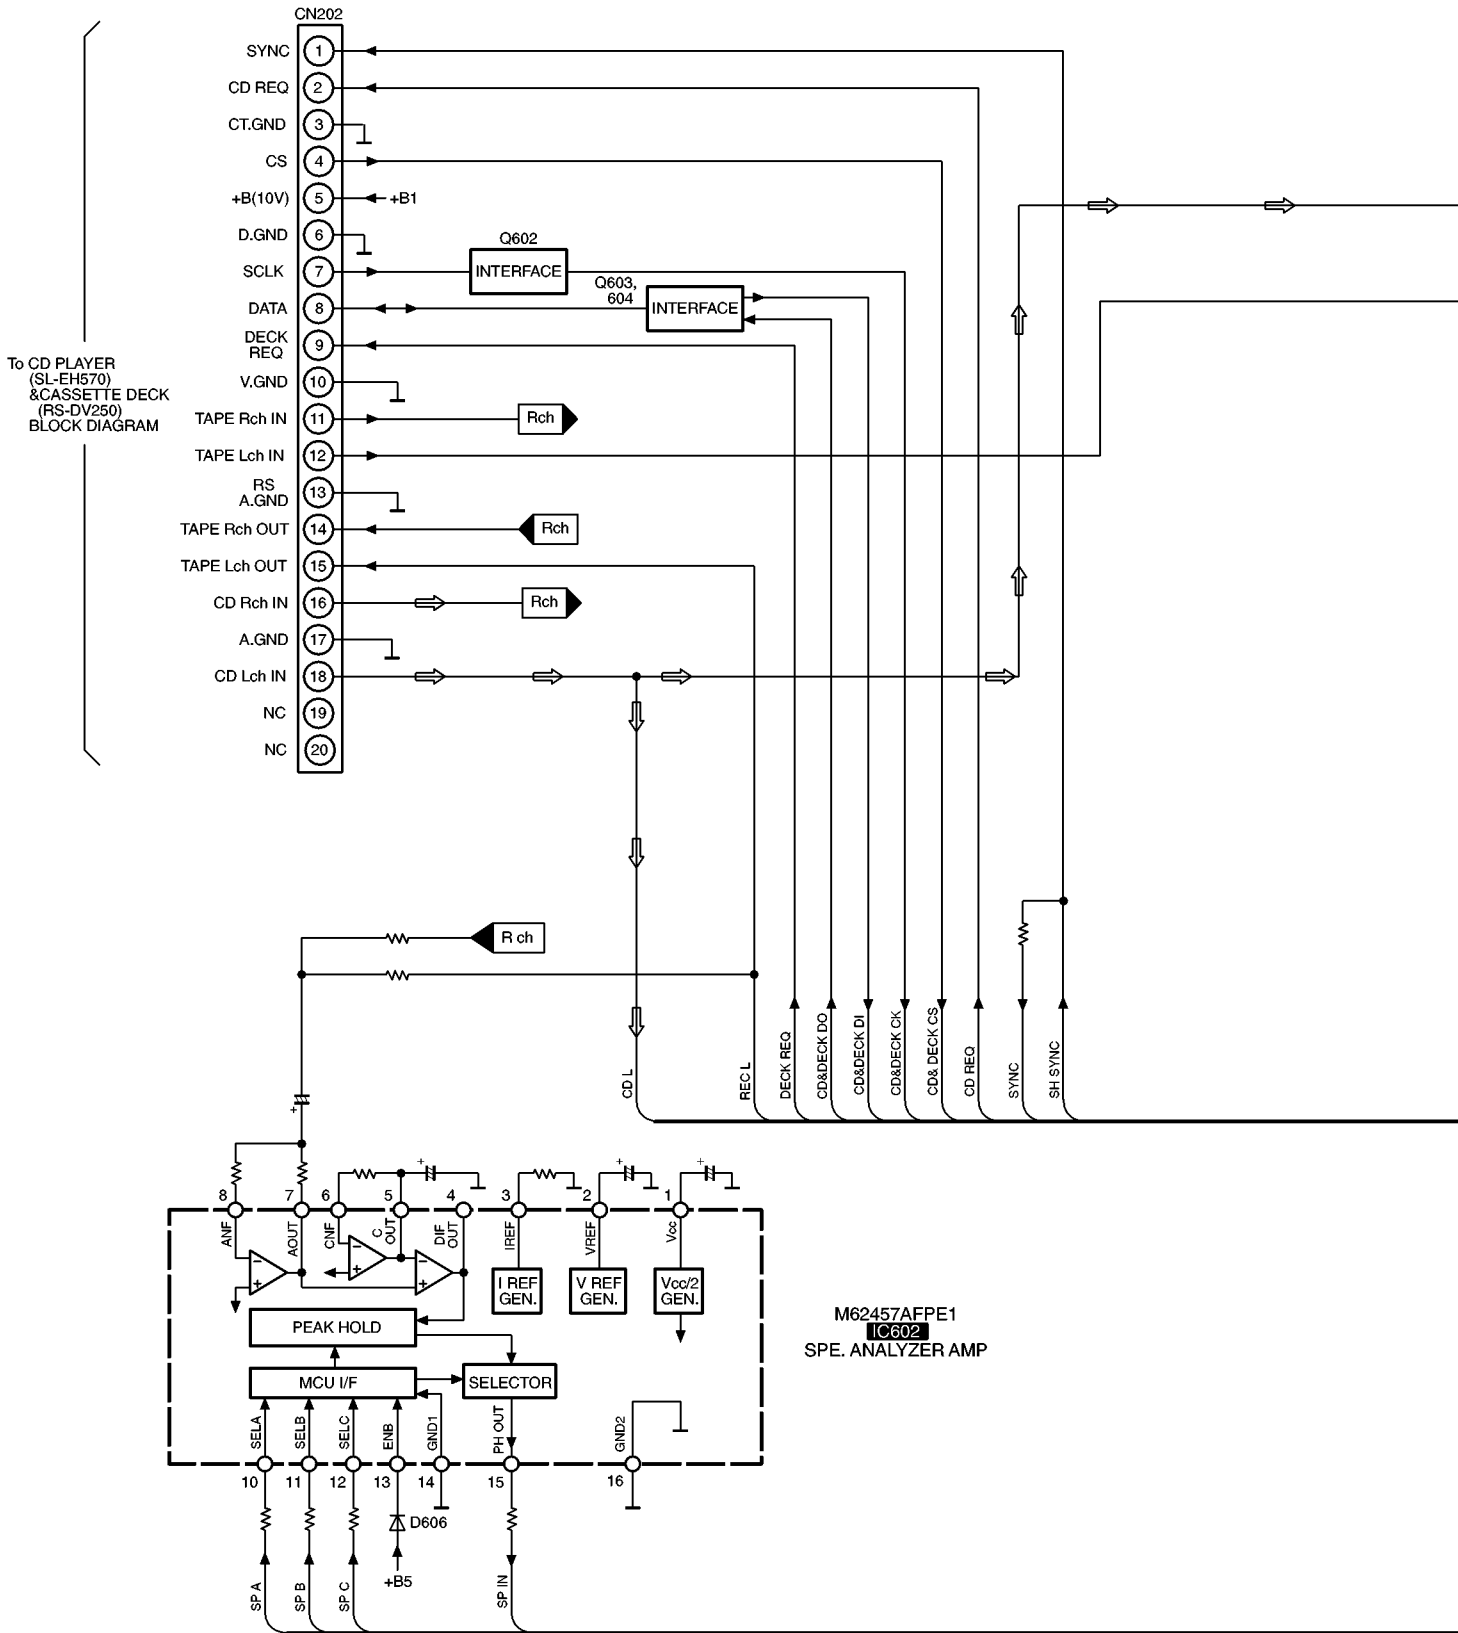 CN202
SYNC 1
CD REQ 2
CT.GND 3
CS 4
+B(10V) 5 +B1
D.GND 6
Q602
SCLK 7 INTERFACE
Q603,
604
DATA 8 INTERFACE
DECK
REQ 9
V.GND 10
To CD PLAYER
(SL-EH570)
&CASSETTE DECK
(RS-DV250)
BLOCK DIAGRAM
TAPE Rch IN 11 Rch
TAPE Lch IN 12
RS
A.GND 13
TAPE Rch OUT 14 Rch
TAPE Lch OUT 15
CD Rch IN 16 Rch
A.GND 17
CD Lch IN 18
NC 19
NC 20
R ch
CD L
REC L
DECK REQ
CD&DECK DO
CD&DECK DI
CD&DECK CK
CD& DECK CS
CD REQ
SYNC
SH SYNC
+
+ + +
8 7 6 5 4 3 2 1
ANF
AOUT
CNF
C
OUT
DIF
OUT
IREF
VREF
Vcc
− +
− +
− +
I REF
GEN.
V REF
GEN.
Vcc/2
GEN.
PEAK HOLD
MCU I/F
SELECTOR
M62457AFPE1
IC602
SPE. ANALYZER AMP
SELA
SELB
SELC
ENB
GND1
PH OUT
GND2
10 11 12 13 14 15 16
D606
+B5
SP A
SP B
SP C
SP IN